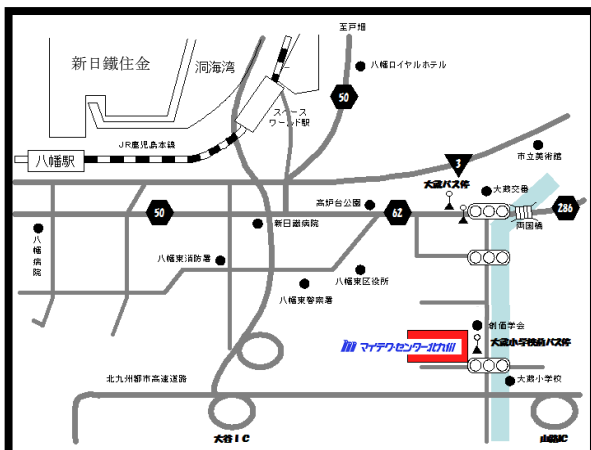 至戸畑
新日鐵住金
洞海湾
八幡ロイヤルホテル
50
スペース
ワールド駅
JR鹿児島本線
八幡駅
3
市立美術館
大蔵バス停
大蔵交番
50
高炉台公園
62
286
両国橋
八幡病院
新日鐵病院
八幡東消防署
八幡東区役所
八幡東警察署
創価学会
マイテク・センター北九州
大蔵小学校前バス停
北九州都市高速道路
大蔵小学校
大谷IC
山路IC